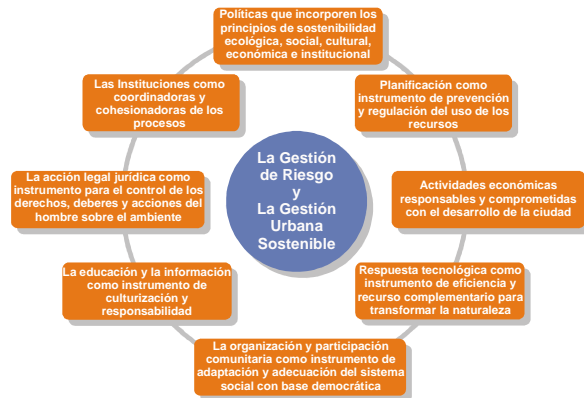 Políticas que incorporen los
principios de sostenibilidad
ecológica, social, cultural,
económica e institucional
Las Instituciones como
coordinadoras y
cohesionadoras de los
procesos
Planificación como
instrumento de prevención
y regulación del uso de los
recursos
La acción legal jurídica como
instrumento para el control de los
derechos, deberes y acciones del
hombre sobre el ambiente
La Gestión
de Riesgo
y
La Gestión
Urbana
Sostenible
Actividades económicas
responsables y comprometidas
con el desarrollo de la ciudad
La educación y la información
como instrumento de
culturización y
responsabilidad
Respuesta tecnológica como
instrumento de eficiencia y
recurso complementario para
transformar la naturaleza
La organización y participación
comunitaria como instrumento de
adaptación y adecuación del sistema
social con base democrática